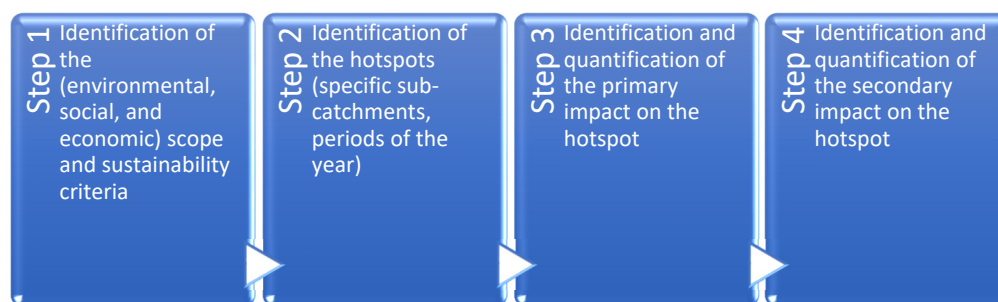 Step 1
Identification of
the
(environmental,
social, and
economic) scope
and sustainability
criteria
Step 2
Identification of
the hotspots
(specific sub-
catchments,
periods of the
year)
Step 3
Identification and
quantification of
the primary
impact on the
hotspot
Step 4
Identification and
quantification of
the secondary
impact on the
hotspot